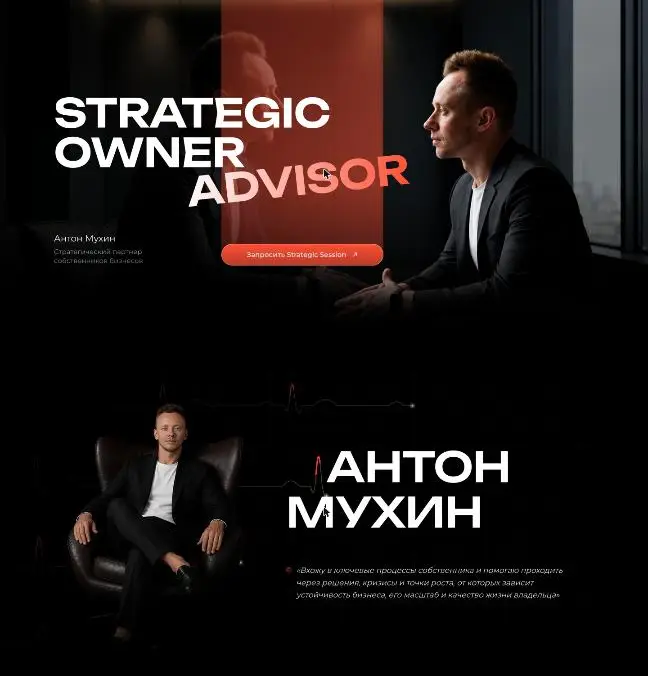 STRATEGIC
OWNER
ADVISOR
Антон Мухин
Стратегический партнер
собственников бизнесов
Запросить Strategic Session ↗
АНТОН
МУХИН
«Вхожу в ключевые процессы собственника и помогаю проходить
через решения, кризисы и точки роста, от которых зависит
устойчивость бизнеса, его масштаб и качество жизни владельца»